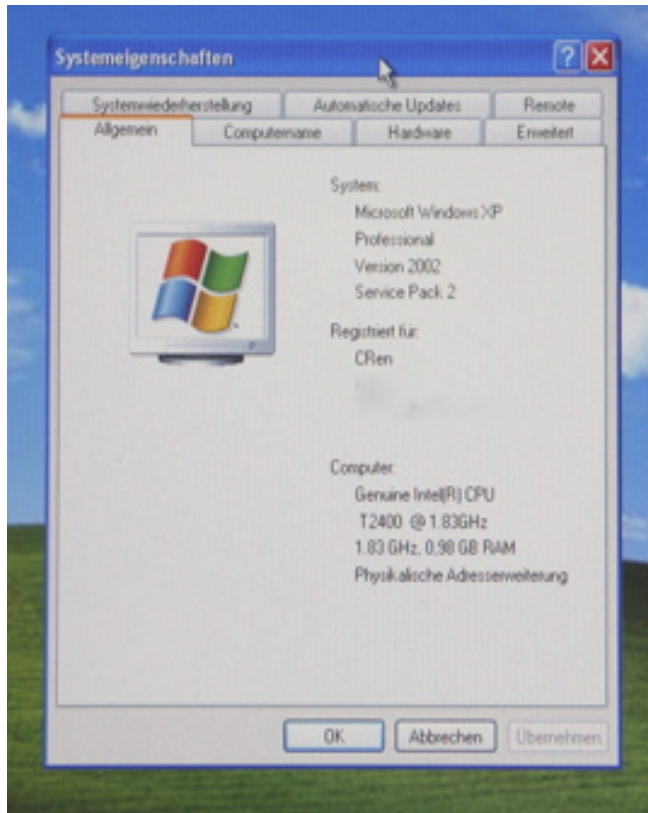 Systemeigenschaften
Systemwiederherstellung Automatische Updates Remote
Allgemein Computername Hardware Erweitert
System:
Microsoft Windows XP
Professional
Version 2002
Service Pack 2
Registriert für:
CRen
Computer:
Genuine Intel(R) CPU
T2400 @ 1.83GHz
1.83 GHz, 0,98 GB RAM
Physikalische Adresserweiterung
OK Abbrechen Übernehmen